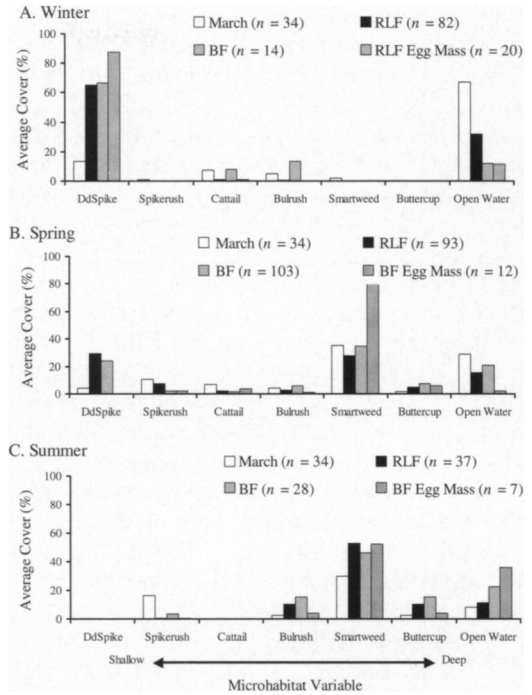 A. Winter
March (n = 34) RLF (n = 82)
BF (n = 14) RLF Egg Mass (n = 20)
Average Cover (%)
100
80
60
40
20
0
DdSpike Spikerush Cattail Bulrush Smartweed Buttercup Open Water
B. Spring
March (n = 34) RLF (n = 93)
BF (n = 103) BF Egg Mass (n = 12)
Average Cover (%)
100
80
60
40
20
0
DdSpike Spikerush Cattail Bulrush Smartweed Buttercup Open Water
C. Summer
March (n = 34) RLF (n = 37)
BF (n = 28) BF Egg Mass (n = 7)
Average Cover (%)
100
80
60
40
20
0
DdSpike Spikerush Cattail Bulrush Smartweed Buttercup Open Water
Shallow Deep
Microhabitat Variable